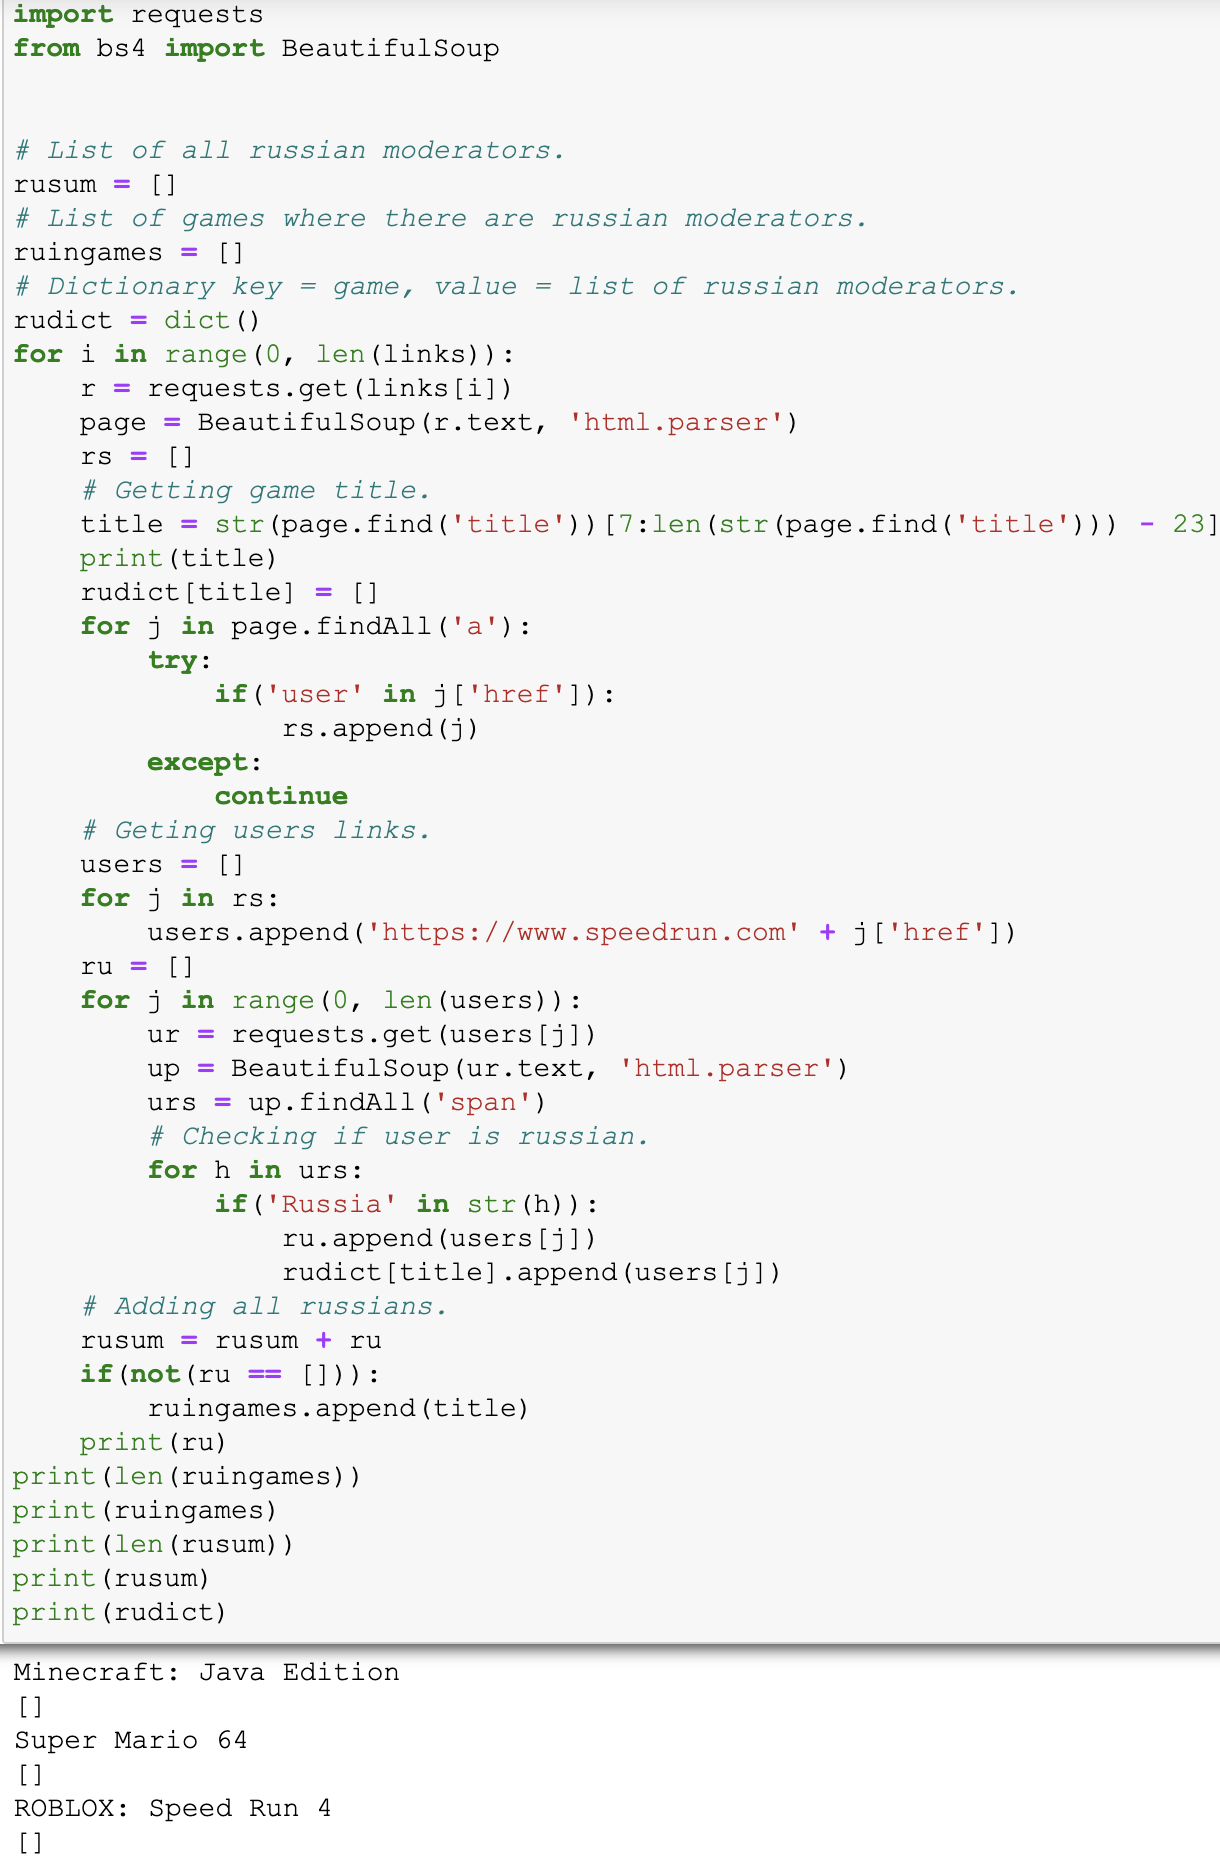 import requests
from bs4 import BeautifulSoup
# List of all russian moderators.
rusum = []
# List of games where there are russian moderators.
ruingames = []
# Dictionary key = game, value = list of russian moderators.
rudict = dict()
for i in range(0, len(links)):
    r = requests.get(links[i])
    page = BeautifulSoup(r.text, 'html.parser')
    rs = []
    # Getting game title.
    title = str(page.find('title'))[7:len(str(page.find('title'))) - 23]
    print(title)
    rudict[title] = []
    for j in page.findAll('a'):
        try:
            if('user' in j['href']):
                rs.append(j)
        except:
            continue
    # Geting users links.
    users = []
    for j in rs:
        users.append('https://www.speedrun.com' + j['href'])
    ru = []
    for j in range(0, len(users)):
        ur = requests.get(users[j])
        up = BeautifulSoup(ur.text, 'html.parser')
        urs = up.findAll('span')
        # Checking if user is russian.
        for h in urs:
            if('Russia' in str(h)):
                ru.append(users[j])
                rudict[title].append(users[j])
    # Adding all russians.
    rusum = rusum + ru
    if(not(ru == [])):
        ruingames.append(title)
    print(ru)
print(len(ruingames))
print(ruingames)
print(len(rusum))
print(rusum)
print(rudict)
Minecraft: Java Edition
[]
Super Mario 64
[]
ROBLOX: Speed Run 4
[]